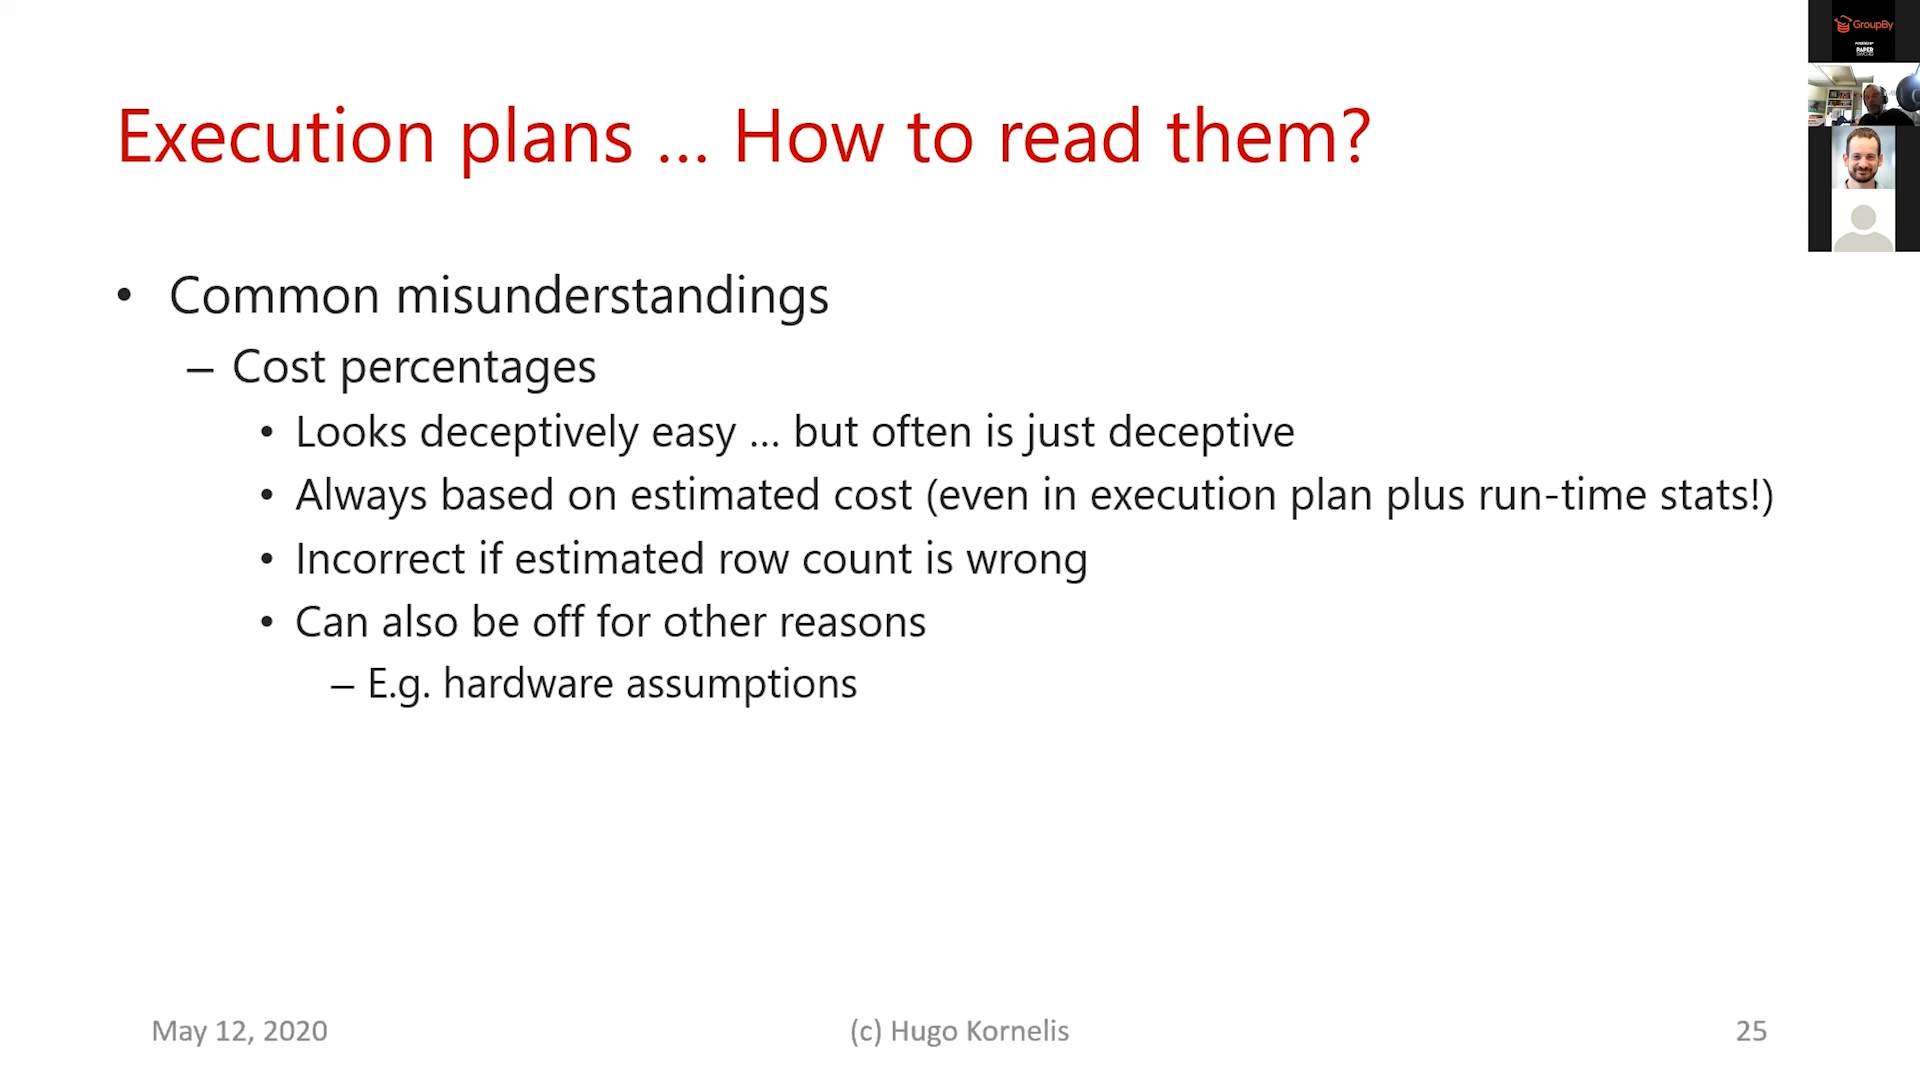 Execution plans ... How to read them?
• Common misunderstandings
– Cost percentages
• Looks deceptively easy ... but often is just deceptive
• Always based on estimated cost (even in execution plan plus run-time stats!)
• Incorrect if estimated row count is wrong
• Can also be off for other reasons
– E.g. hardware assumptions
May 12, 2020
(c) Hugo Kornelis
25
GroupBy
PAPER